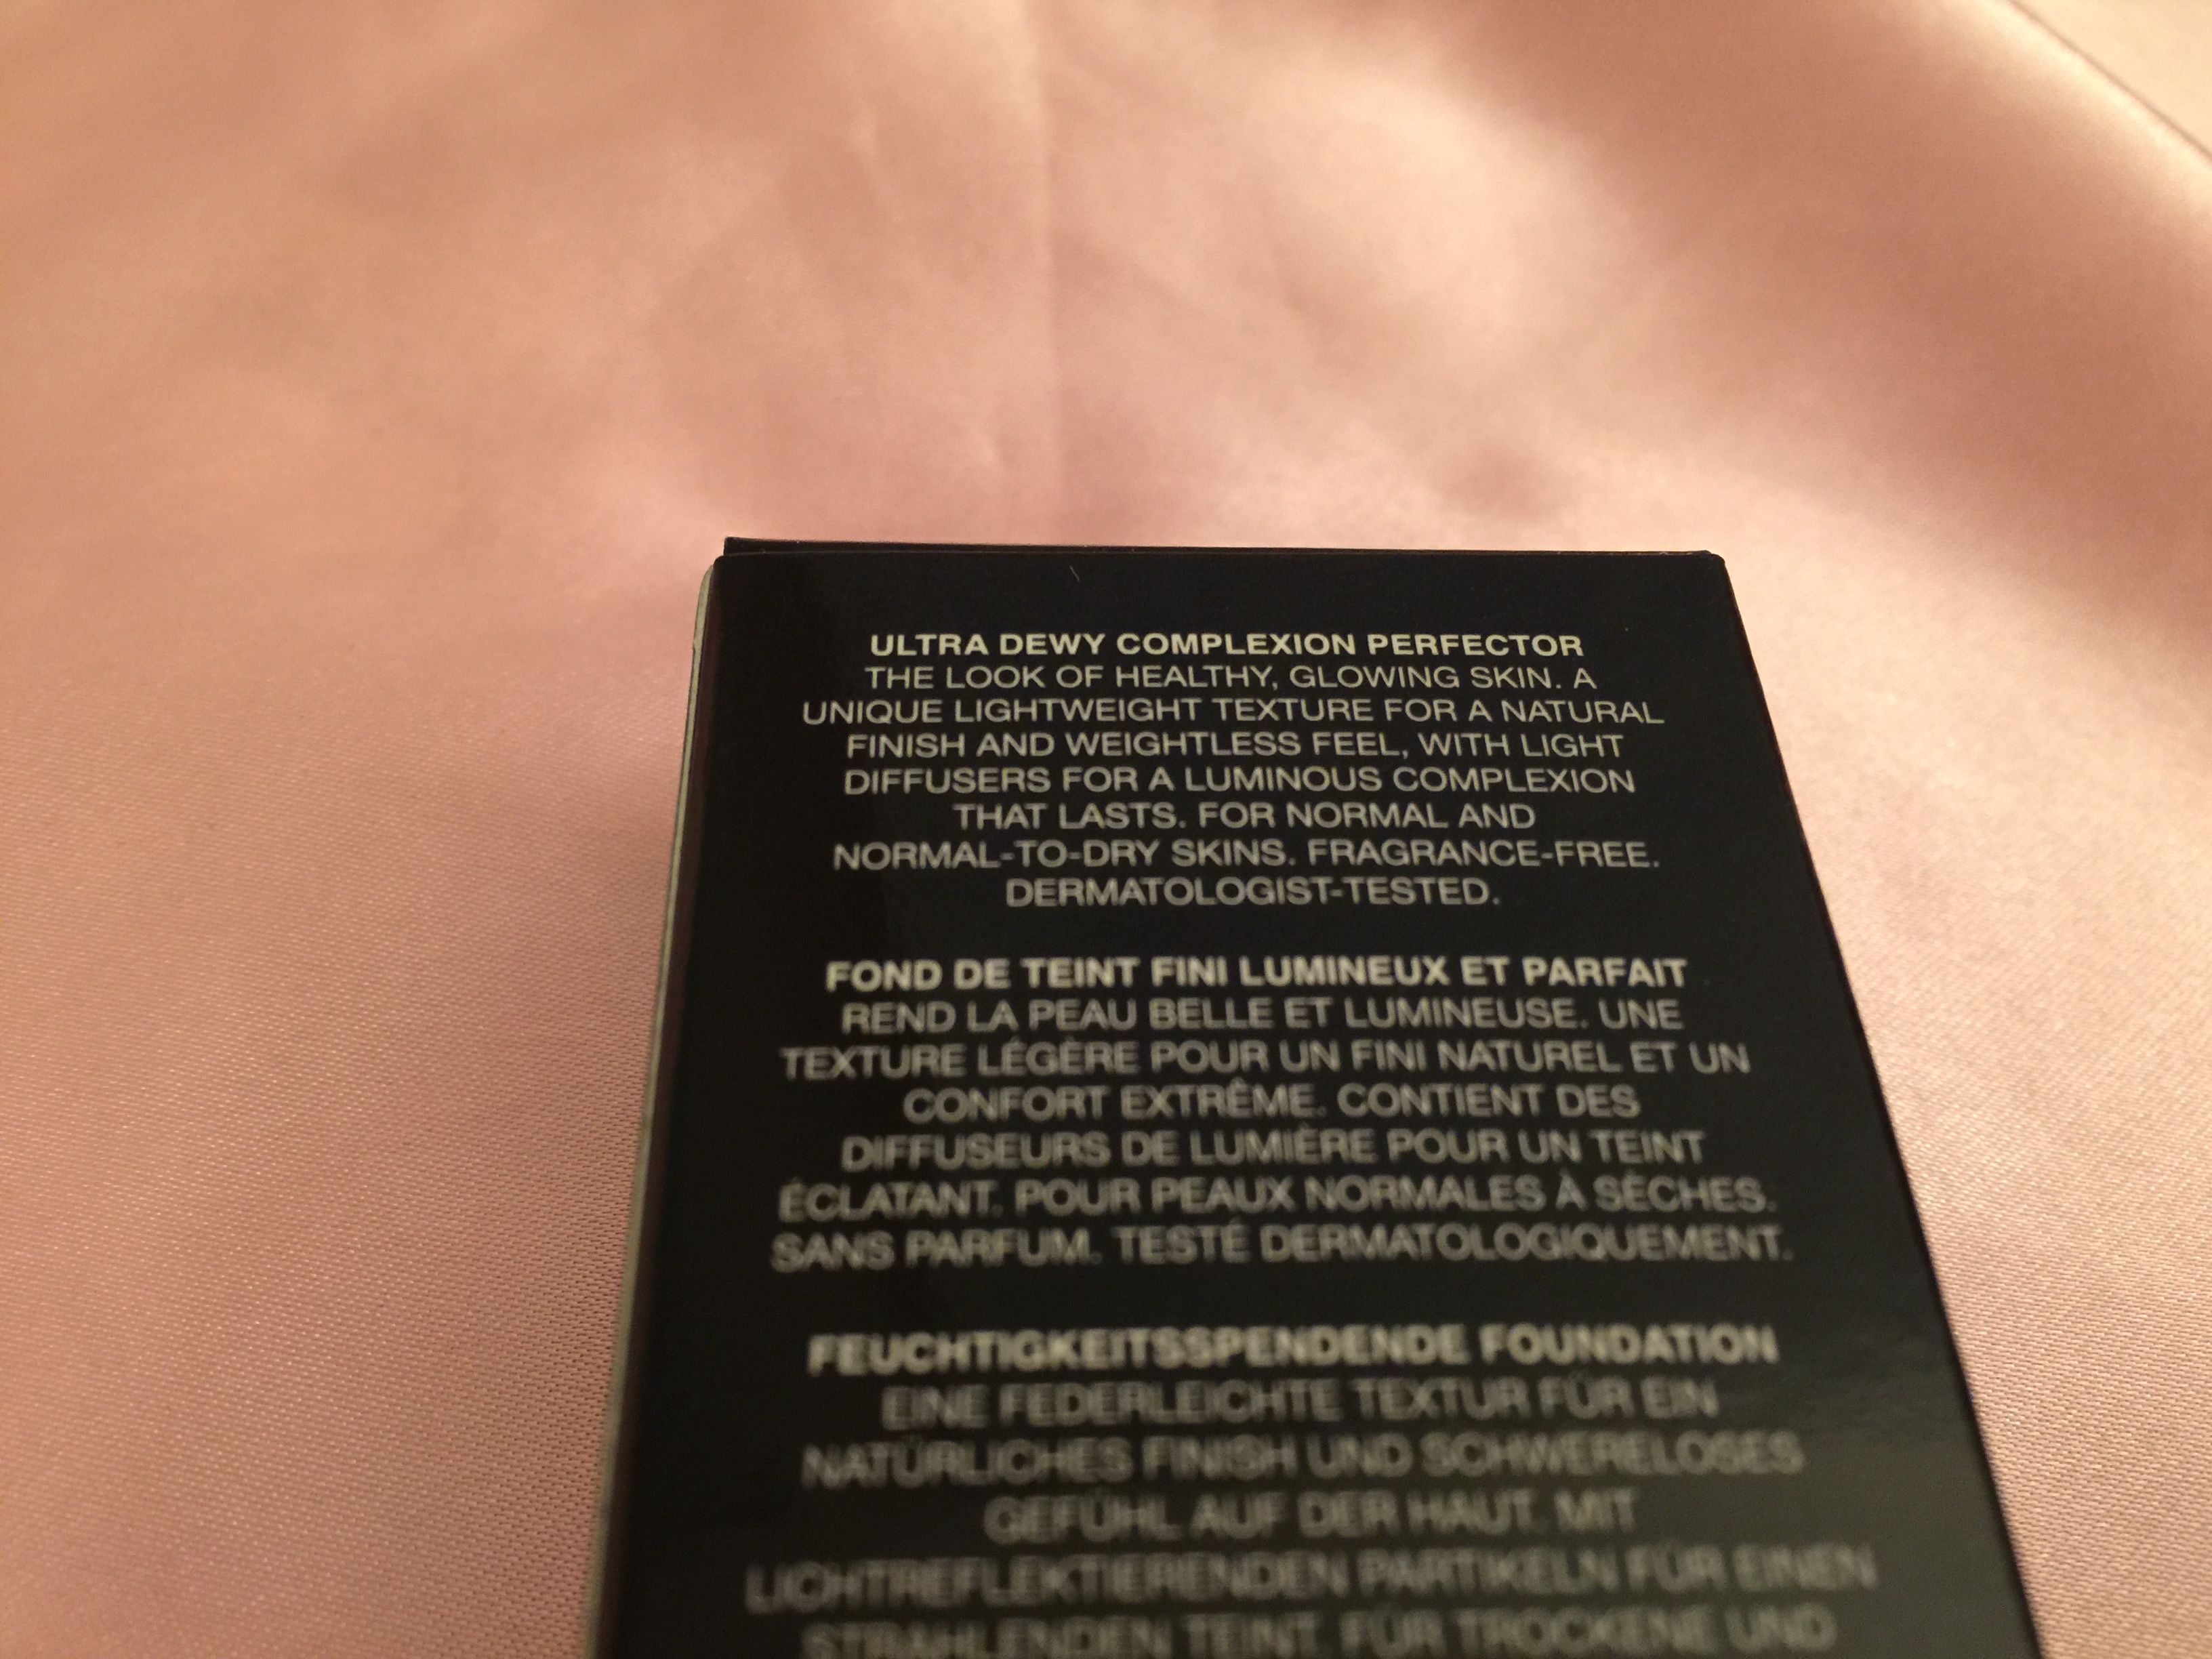 ULTRA DEWY COMPLEXION PERFECTOR
THE LOOK OF HEALTHY, GLOWING SKIN. A
UNIQUE LIGHTWEIGHT TEXTURE FOR A NATURAL
FINISH AND WEIGHTLESS FEEL, WITH LIGHT
DIFFUSERS FOR A LUMINOUS COMPLEXION
THAT LASTS. FOR NORMAL AND
NORMAL-TO-DRY SKINS. FRAGRANCE-FREE.
DERMATOLOGIST-TESTED.
FOND DE TEINT FINI LUMINEUX ET PARFAIT
REND LA PEAU BELLE ET LUMINEUSE. UNE
TEXTURE LÉGÈRE POUR UN FINI NATUREL ET UN
CONFORT EXTRÊME. CONTIENT DES
DIFFUSEURS DE LUMIÈRE POUR UN TEINT
ÉCLATANT. POUR PEAUX NORMALES À SÈCHES.
SANS PARFUM. TESTÉ DERMATOLOGIQUEMENT.
FEUCHTIGKEITSSPENDENDE FOUNDATION
EINE FEDERLEICHTE TEXTUR FÜR EIN
NATÜRLICHES FINISH UND SCHWERELOSES
GEFÜHL AUF DER HAUT. MIT
LICHTREFLEKTIERENDEN PARTIKELN FÜR EINEN
STRAHLENDEN TEINT. FÜR TROCKENE UND